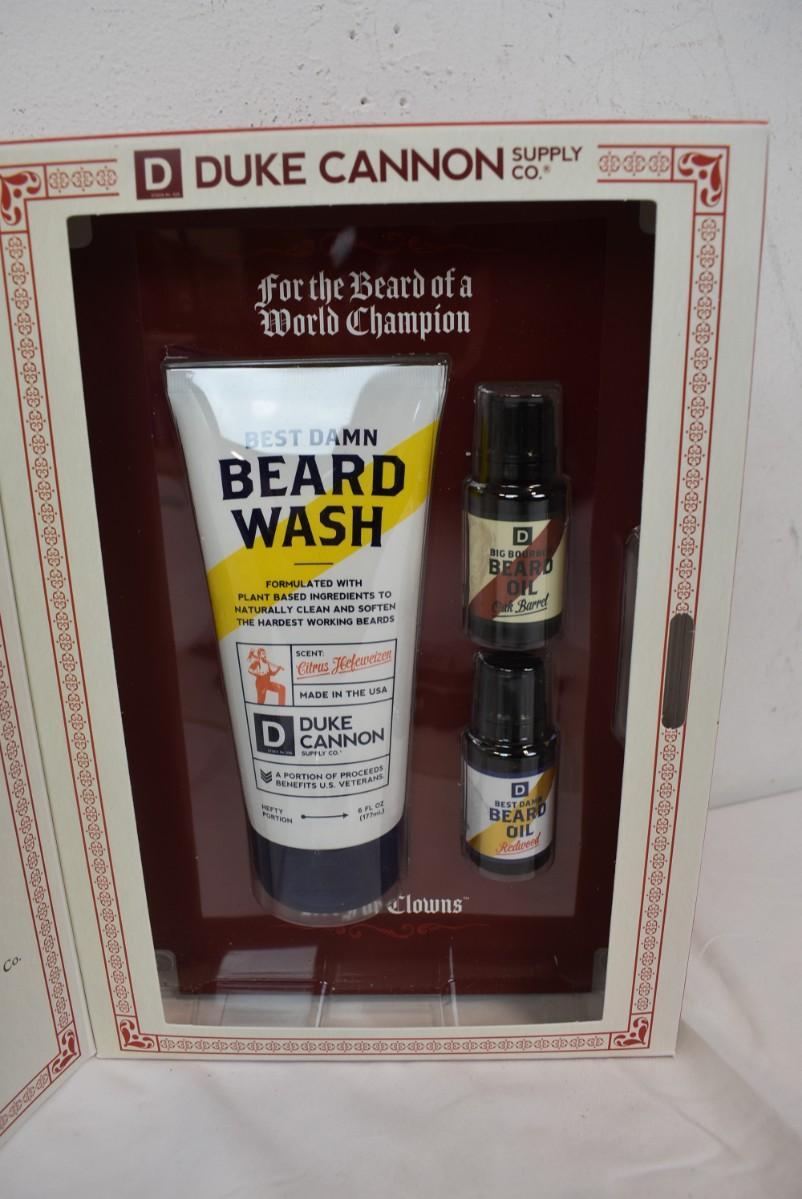 D DUKE CANNON SUPPLY CO.®
For the Beard of a
World Champion
BEST DAMN
BEARD
WASH
FORMULATED WITH
PLANT BASED INGREDIENTS TO
NATURALLY CLEAN AND SOFTEN
THE HARDEST WORKING BEARDS
SCENT:
Citrus Hefeweizen
MADE IN THE USA
D DUKE
CANNON
SUPPLY CO.
A PORTION OF PROCEEDS
BENEFITS U.S. VETERANS.
HEFTY
PORTION
6 FL OZ
(177mL)
D
BIG BOURBON
BEARD
OIL
Oak Barrel
D
BEST DAMN
BEARD
OIL
Redwood
Clowns™
Co.